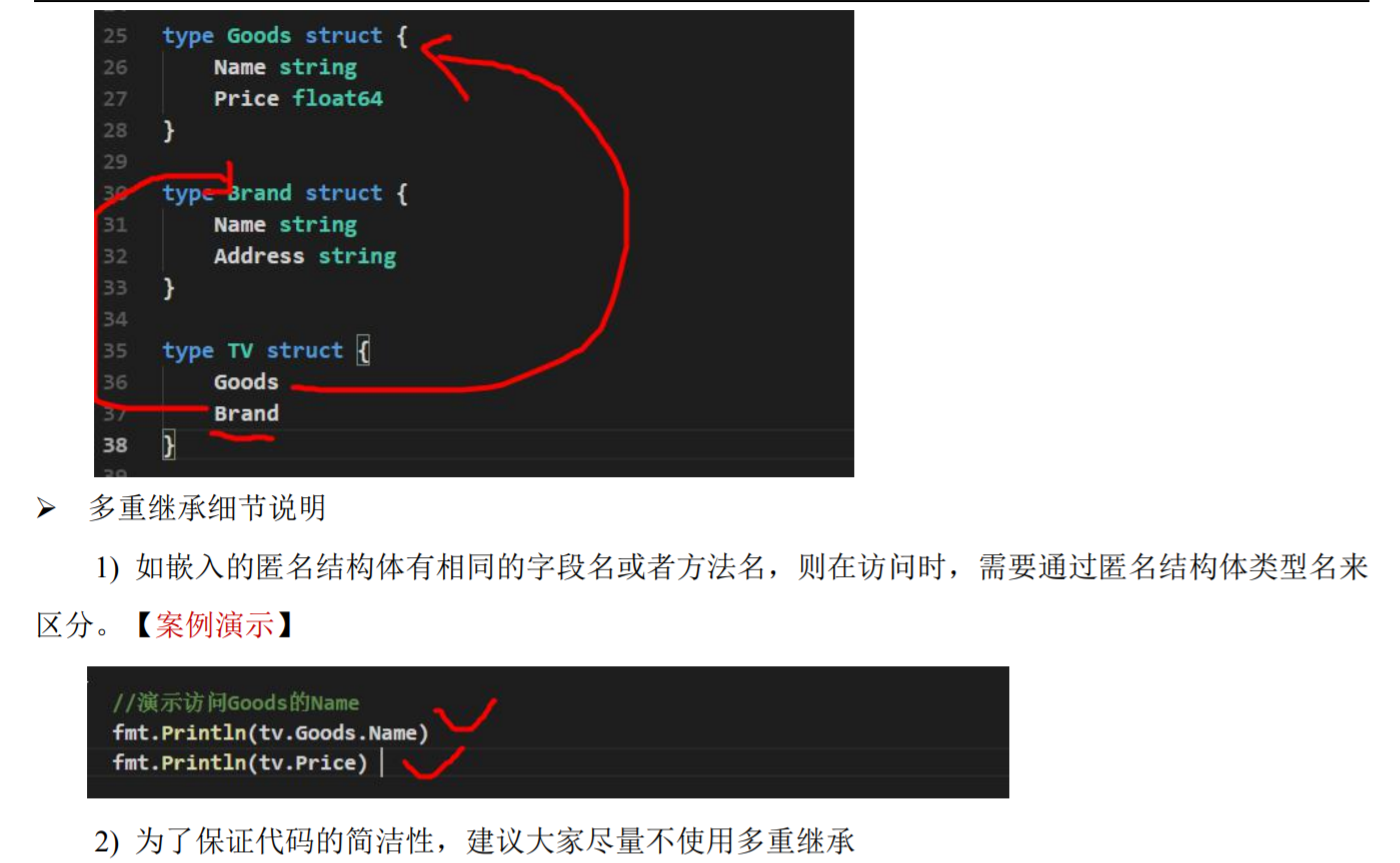 25 type Goods struct {
26 Name string
27 Price float64
28 }
29
30 type Brand struct {
31 Name string
32 Address string
33 }
34
35 type TV struct {
36 Goods
37 Brand
38 }
➢ 多重继承细节说明
1) 如嵌入的匿名结构体有相同的字段名或者方法名，则在访问时，需要通过匿名结构体类型名来
区分。【案例演示】
//演示访问Goods的Name
fmt.Println(tv.Goods.Name)
fmt.Println(tv.Price)
2) 为了保证代码的简洁性，建议大家尽量不使用多重继承